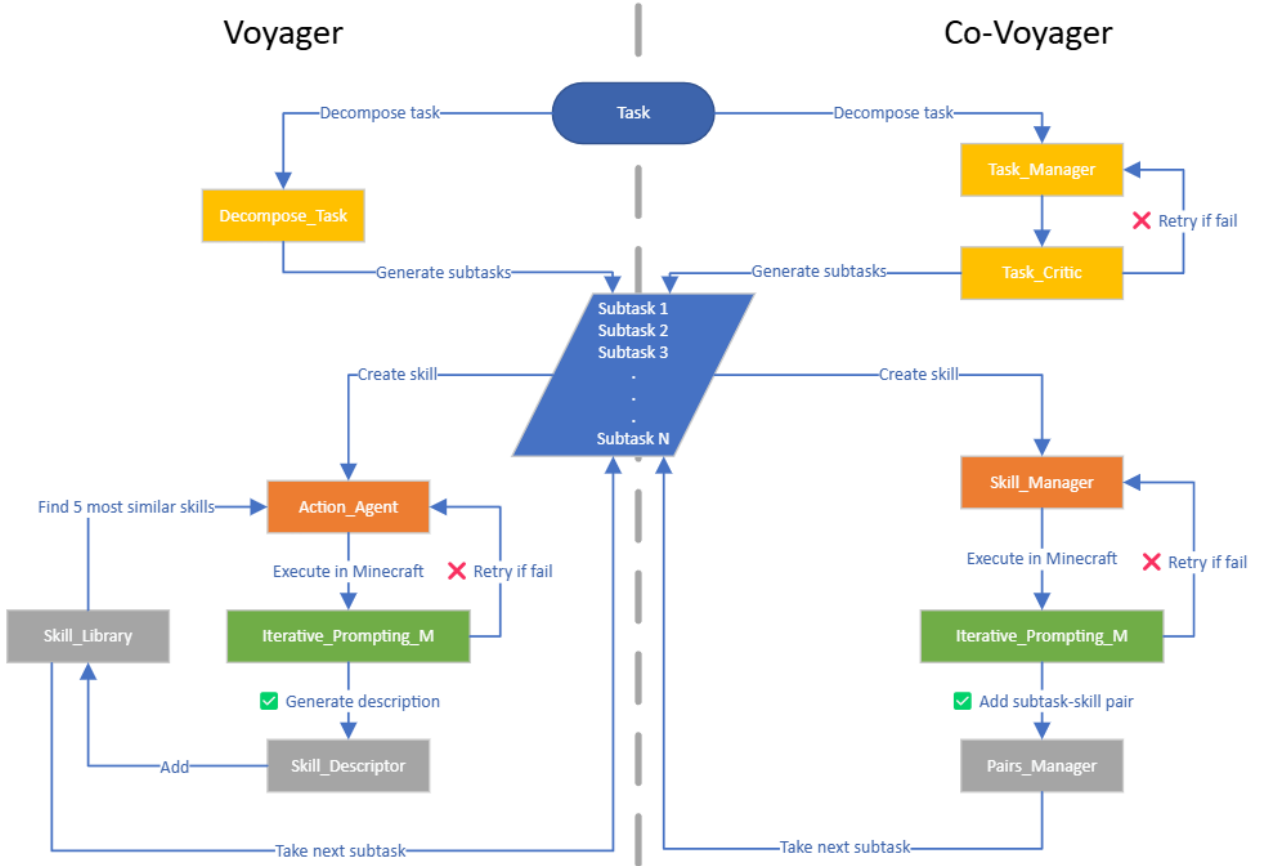 Voyager
Co-Voyager
Task
Decompose task
Decompose task
Task_Manager
Decompose_Task
Retry if fail
Generate subtasks
Generate subtasks
Task_Critic
Subtask 1
Subtask 2
Subtask 3
.
.
.
Subtask N
Create skill
Create skill
Find 5 most similar skills
Action_Agent
Skill_Manager
Execute in Minecraft
Retry if fail
Execute in Minecraft
Retry if fail
Skill_Library
Iterative_Prompting_M
Iterative_Prompting_M
Generate description
Add subtask-skill pair
Add
Skill_Descriptor
Pairs_Manager
Take next subtask
Take next subtask